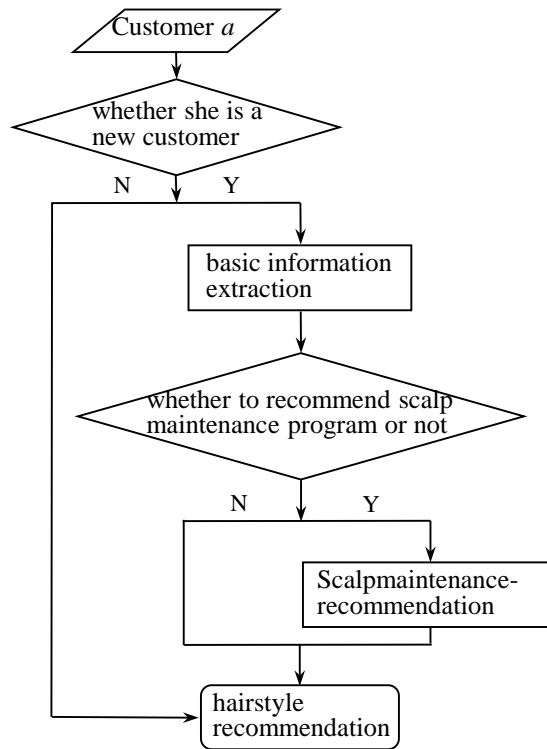 Customer a
whether she is a
new customer
N
Y
basic information
extraction
whether to recommend scalp
maintenance program or not
N
Y
Scalpmaintenance-
recommendation
hairstyle
recommendation